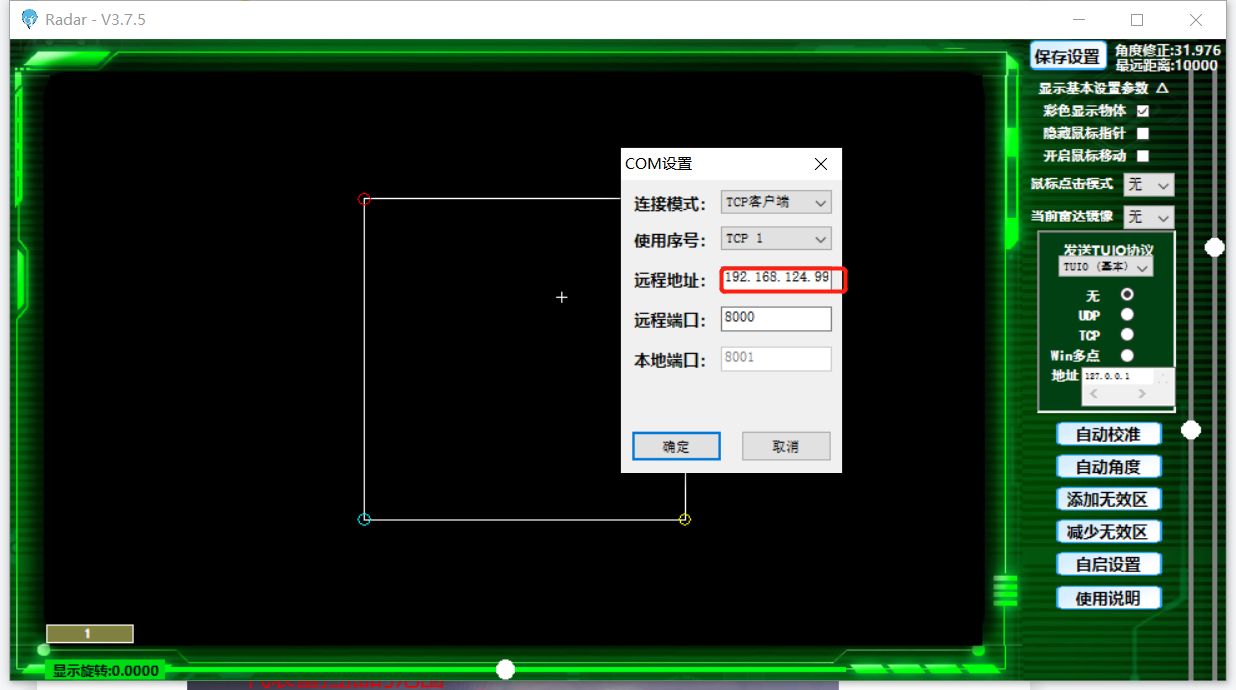 Radar - V3.7.5
保存设置
角度修正:31.976
最远距离:10000
显示基本设置参数
彩色显示物体
隐藏鼠标指针
开启鼠标移动
鼠标点击模式 无
当前雷达镜像 无
发送TUIO协议
TUIO (基本)
无
UDP
TCP
Win多点
地址 127.0.0.1
自动校准
自动角度
添加无效区
减少无效区
自启设置
使用说明
COM设置
连接模式: TCP客户端
使用序号: TCP 1
远程地址: 192.168.124.99
远程端口: 8000
本地端口: 8001
确定 取消
1
显示旋转:0.0000